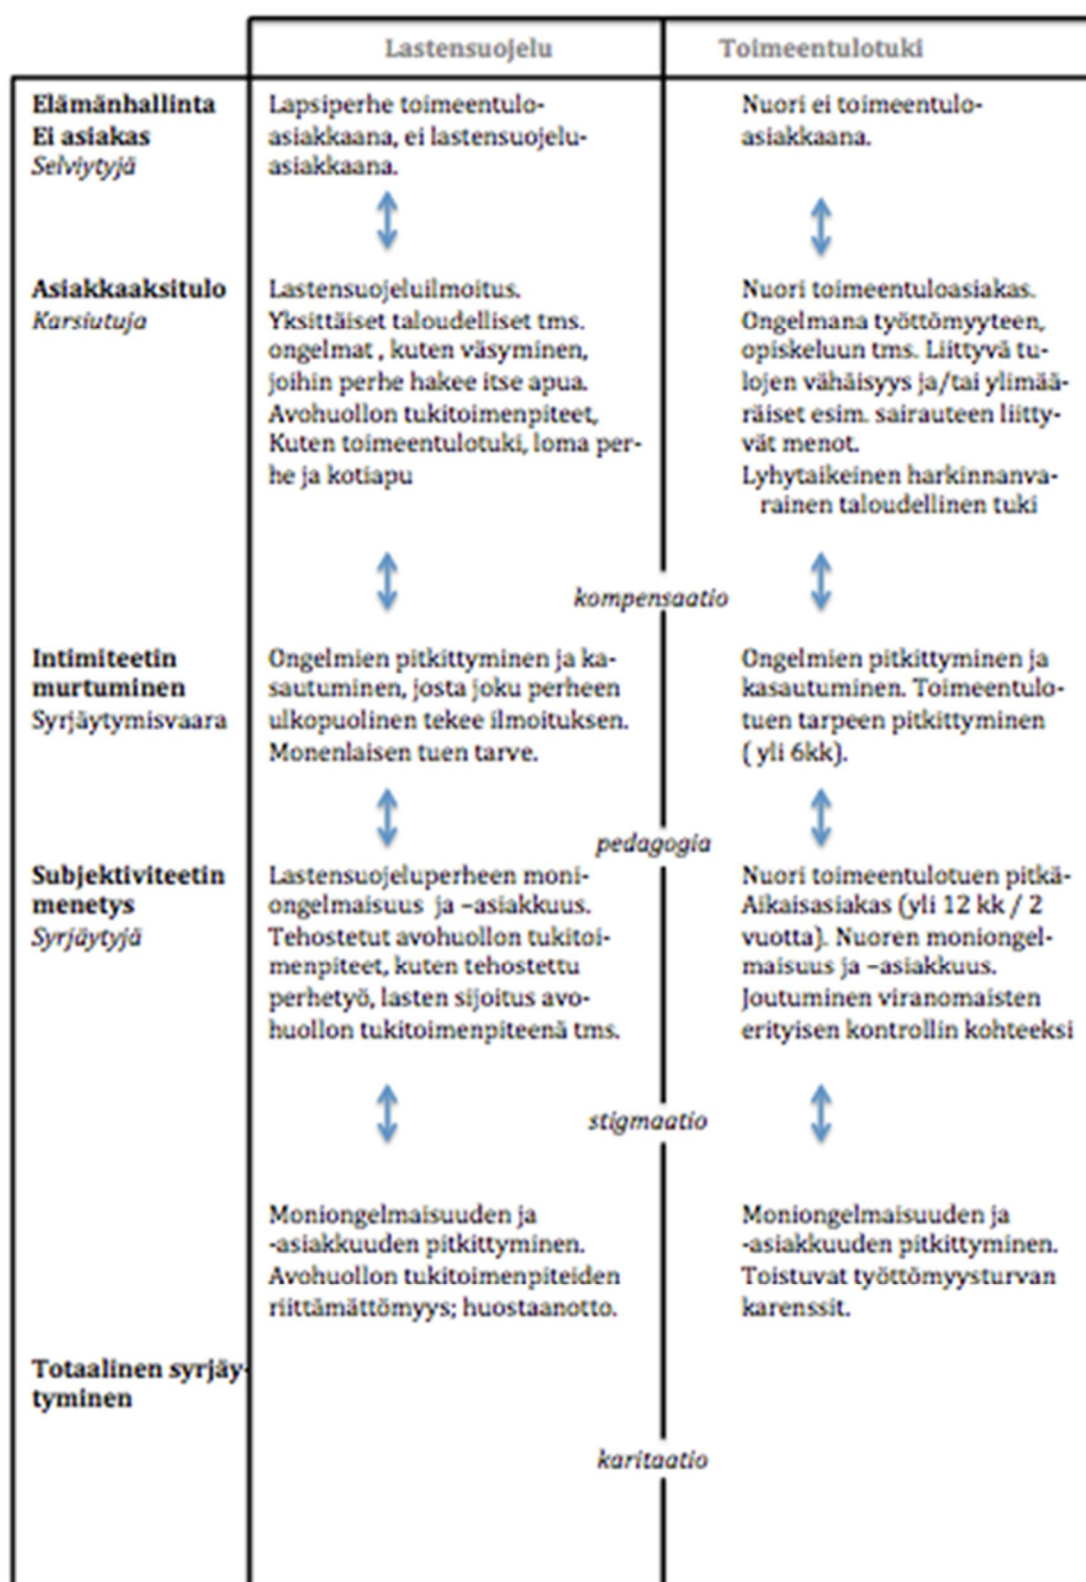 Lastensuojelu
Toimeentulotuki
Elämänhallinta
Ei asiakas
Selviytyjä
Lapsiperhe toimeentulo-
asiakkaana, ei lastensuojelu-
asiakkaana.
Nuori ei toimeentulo-
asiakkaana.
Asiakkaaksitulo
Karsiutuja
Lastensuojeluilmoitus.
Yksittäiset taloudelliset tms.
ongelmat , kuten väsyminen,
joihin perhe hakee itse apua.
Avohuollon tukitoimenpiteet,
Kuten toimeentulotuki, loma per-
he ja kotiapu
Nuori toimeentuloasiakas.
Ongelmana työttömyyteen,
opiskeluun tms. Liittyvä tu-
lojen vähäisyys ja/tai ylimää-
räiset esim. sairauteen liitty-
vät menot.
Lyhytaikeinen harkinnanva-
rainen taloudellinen tuki
kompensaatio
Intimiteetin
murtuminen
Syrjäytymisvaara
Ongelmien pitkittyminen ja ka-
sautuminen, josta joku perheen
ulkopuolinen tekee ilmoituksen.
Monenlaisen tuen tarve.
Ongelmien pitkittyminen ja
kasautuminen. Toimeentulo-
tuen tarpeen pitkittyminen
( yli 6kk).
pedagogia
Subjektiviteetin
menetys
Syrjäytyjä
Lastensuojeluperheen moni-
ongelmaisuus ja –asiakkuus.
Tehostetut avohuollon tukitoi-
menpiteet, kuten tehostettu
perhetyö, lasten sijoitus avo-
huollon tukitoimenpiteenä tms.
Nuori toimeentulotuen pitkä-
Aikaisasiakas (yli 12 kk / 2
vuotta). Nuoren moniongel-
maisuus ja –asiakkuus.
Joutuminen viranomaisten
erityisen kontrollin kohteeksi
stigmaatio
Moniongelmaisuuden ja
-asiakkuuden pitkittyminen.
Avohuollon tukitoimenpiteiden
riittämättömyys; huostaanotto.
Moniongelmaisuuden ja
-asiakkuuden pitkittyminen.
Toistuvat työttömyysturvan
karenssit.
Totaalinen syrjäy-
tyminen
karitaatio